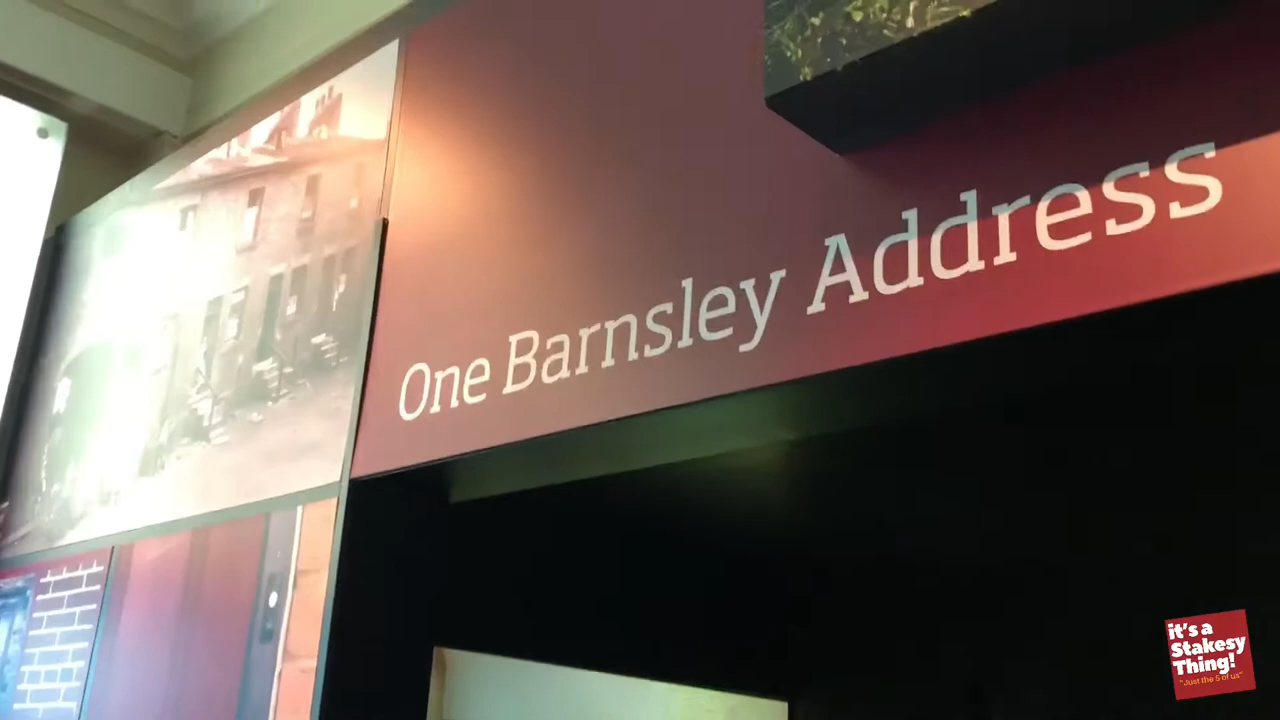 One Barnsley Address
it's a
Stakesy
Thing!
"Just the 5 of us"